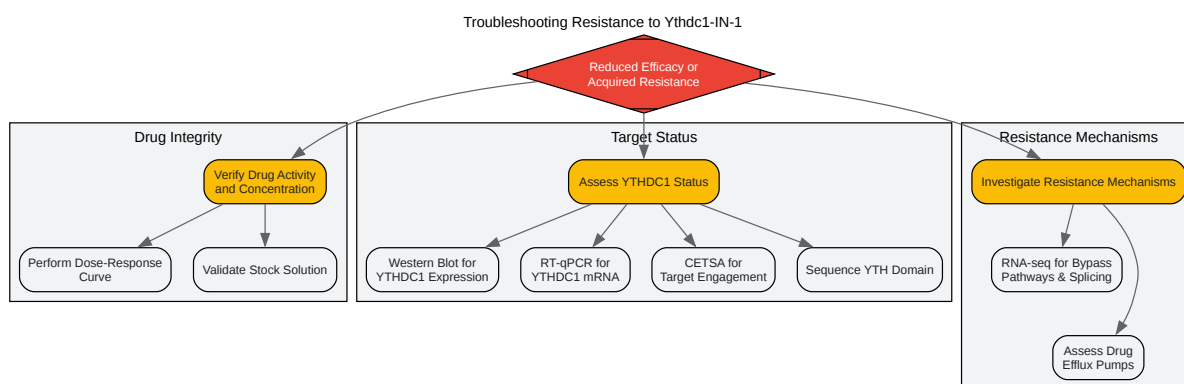 Troubleshooting Resistance to Ythdc1-IN-1
Reduced Efficacy or
Acquired Resistance
Drug Integrity
Verify Drug Activity
and Concentration
Perform Dose-Response
Curve
Validate Stock Solution
Target Status
Assess YTHDC1 Status
Western Blot for
YTHDC1 Expression
RT-qPCR for
YTHDC1 mRNA
CETSA for
Target Engagement
Sequence YTH Domain
Resistance Mechanisms
Investigate Resistance Mechanisms
RNA-seq for Bypass
Pathways & Splicing
Assess Drug
Efflux Pumps